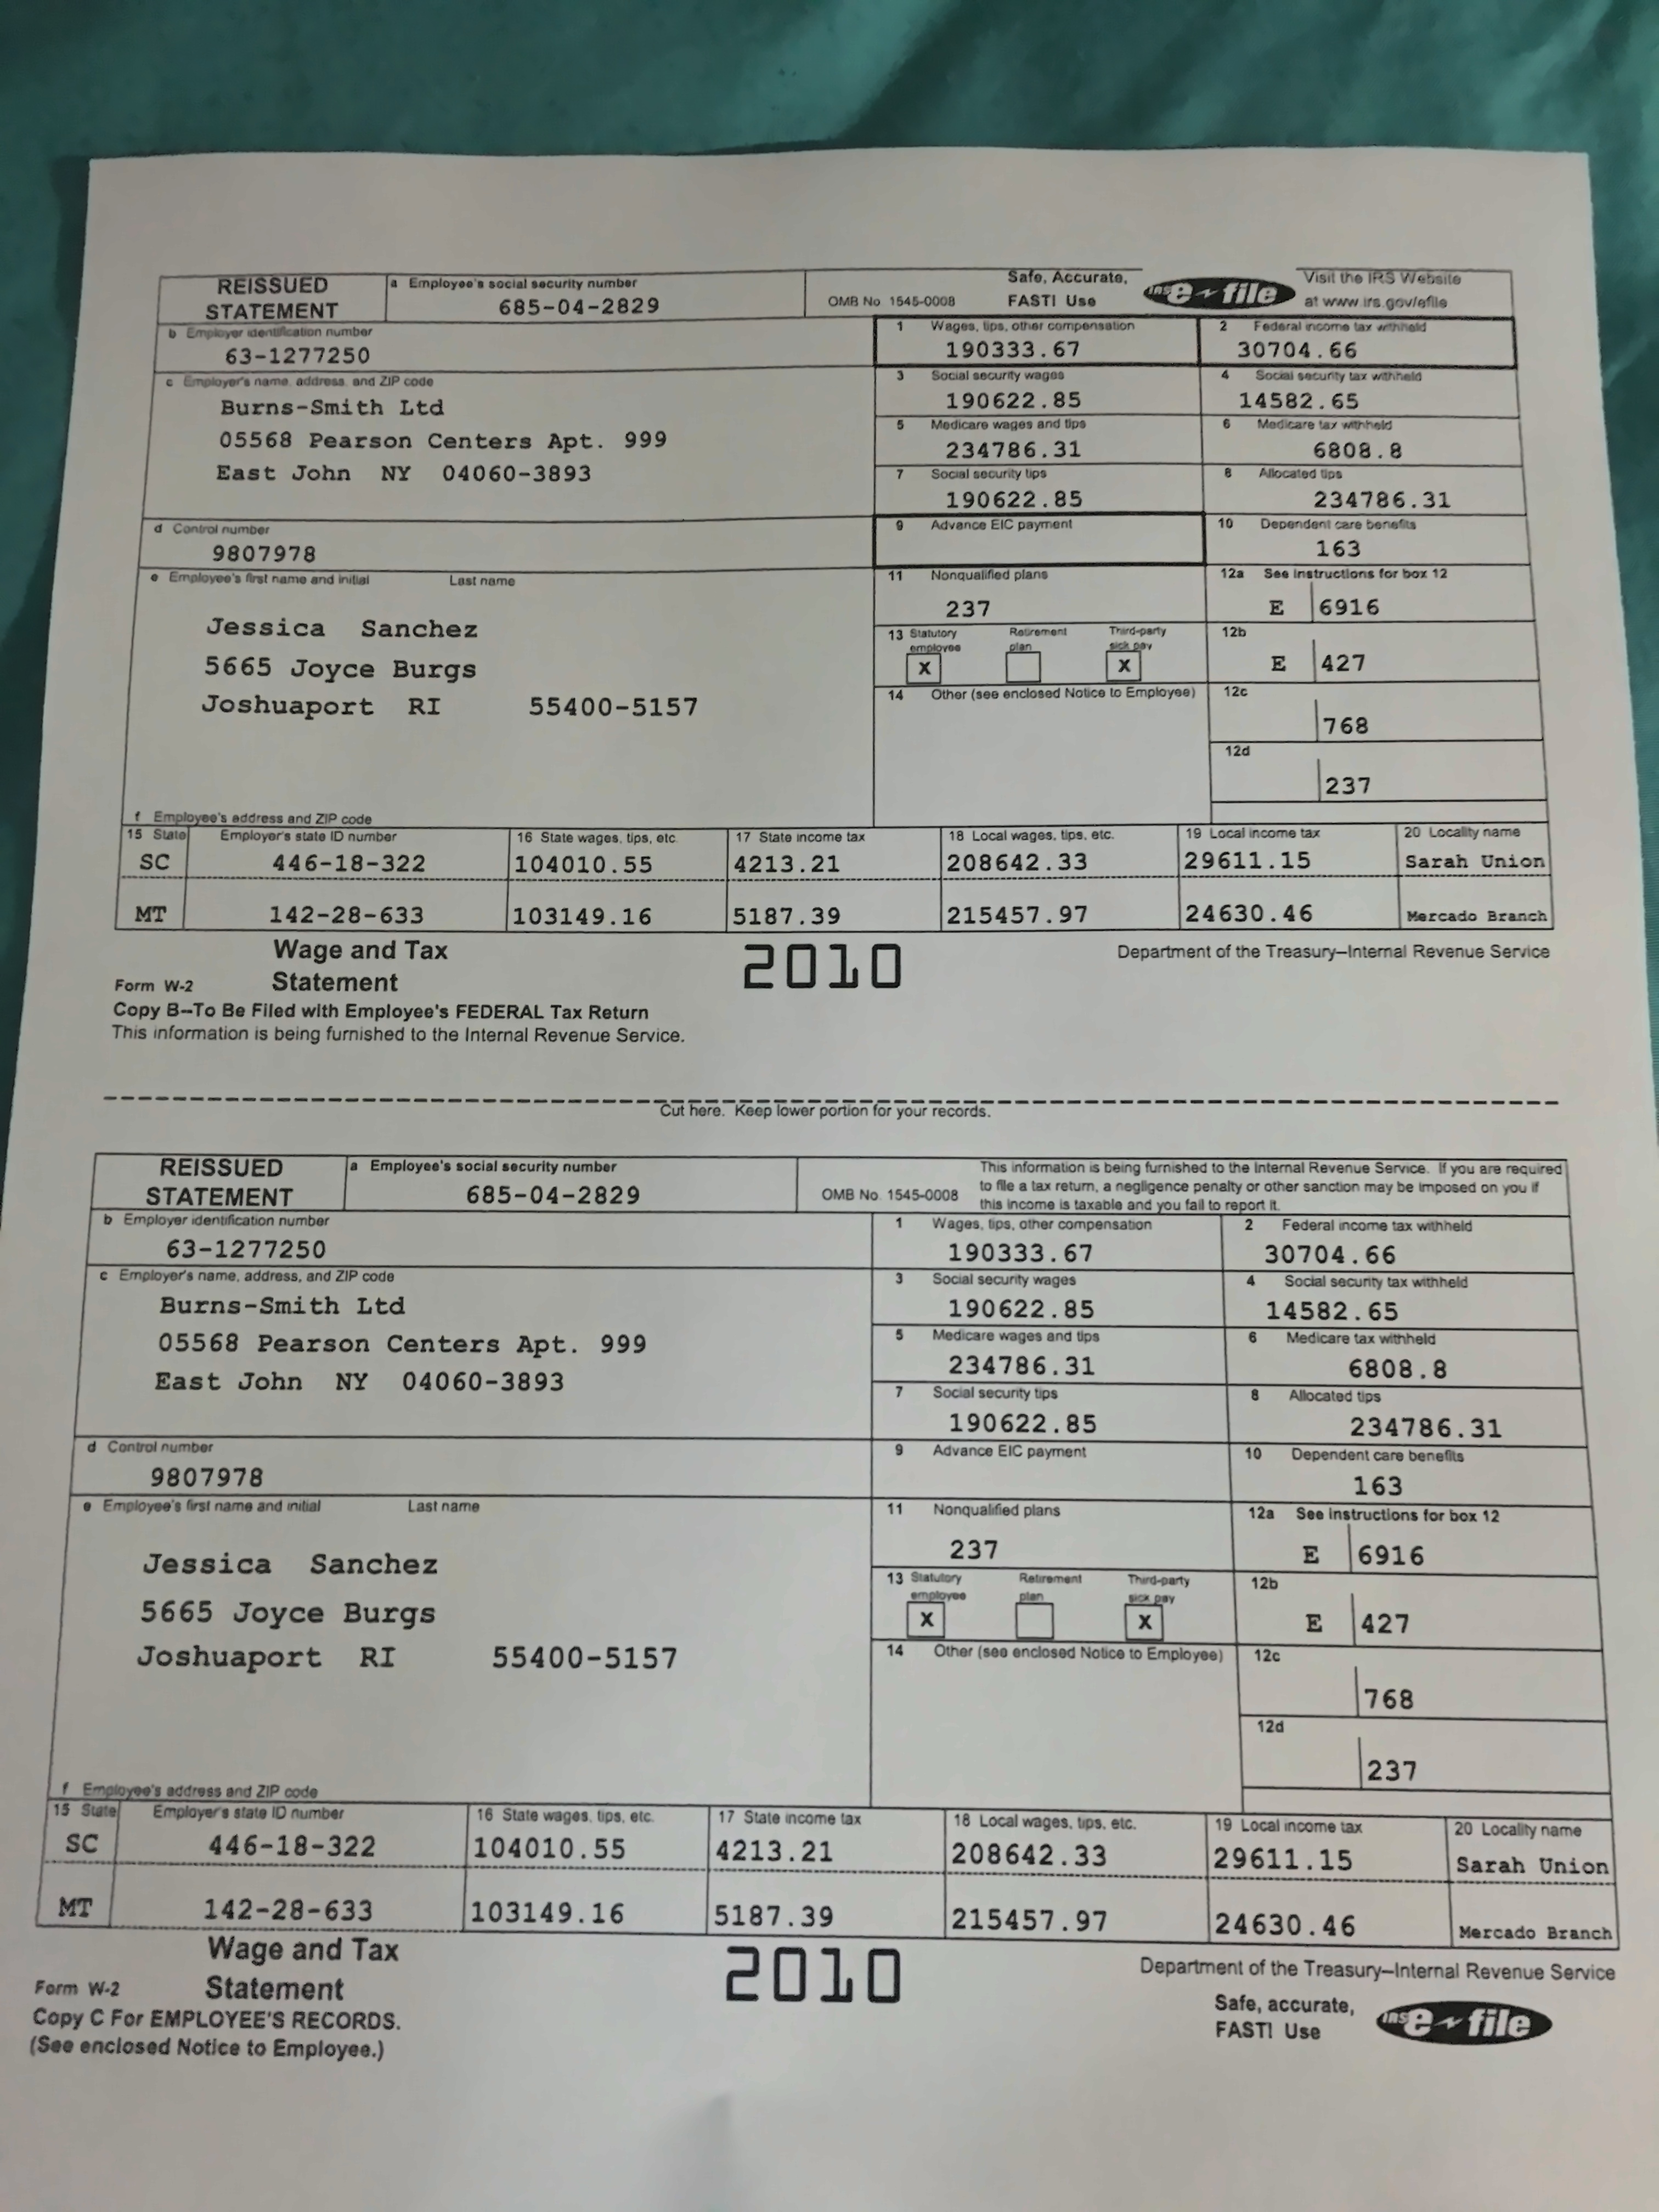 REISSUED STATEMENT
a Employee's social security number
685-04-2829
OMB No. 1545-0008
Safe, Accurate, FAST! Use
IRS e-file
Visit the IRS Website at www.irs.gov/efile
b Employer identification number
63-1277250
1 Wages, tips, other compensation
190333.67
2 Federal income tax withheld
30704.66
c Employer's name, address, and ZIP code
Burns-Smith Ltd
05568 Pearson Centers Apt. 999
East John NY 04060-3893
3 Social security wages
190622.85
4 Social security tax withheld
14582.65
5 Medicare wages and tips
234786.31
6 Medicare tax withheld
6808.8
7 Social security tips
190622.85
8 Allocated tips
234786.31
d Control number
9807978
9 Advance EIC payment
10 Dependent care benefits
163
e Employee's first name and initial Last name
Jessica Sanchez
5665 Joyce Burgs
Joshuaport RI 55400-5157
11 Nonqualified plans
237
12a See instructions for box 12
E 6916
13 Statutory employee Retirement plan Third-party sick pay
X X
12b
E 427
14 Other (see enclosed Notice to Employee)
12c
768
12d
237
f Employee's address and ZIP code
15 State Employer's state ID number 16 State wages, tips, etc. 17 State income tax 18 Local wages, tips, etc. 19 Local income tax 20 Locality name
SC 446-18-322 104010.55 4213.21 208642.33 29611.15 Sarah Union
MT 142-28-633 103149.16 5187.39 215457.97 24630.46 Mercado Branch
Form W-2 Wage and Tax Statement
2010
Department of the Treasury–Internal Revenue Service
Copy B--To Be Filed with Employee's FEDERAL Tax Return
This information is being furnished to the Internal Revenue Service.
Cut here. Keep lower portion for your records.
REISSUED STATEMENT
a Employee's social security number
685-04-2829
OMB No. 1545-0008
This information is being furnished to the Internal Revenue Service. If you are required
to file a tax return, a negligence penalty or other sanction may be imposed on you if
this income is taxable and you fail to report it.
b Employer identification number
63-1277250
1 Wages, tips, other compensation
190333.67
2 Federal income tax withheld
30704.66
c Employer's name, address, and ZIP code
Burns-Smith Ltd
05568 Pearson Centers Apt. 999
East John NY 04060-3893
3 Social security wages
190622.85
4 Social security tax withheld
14582.65
5 Medicare wages and tips
234786.31
6 Medicare tax withheld
6808.8
7 Social security tips
190622.85
8 Allocated tips
234786.31
d Control number
9807978
9 Advance EIC payment
10 Dependent care benefits
163
e Employee's first name and initial Last name
Jessica Sanchez
5665 Joyce Burgs
Joshuaport RI 55400-5157
11 Nonqualified plans
237
12a See instructions for box 12
E 6916
13 Statutory employee Retirement plan Third-party sick pay
X X
12b
E 427
14 Other (see enclosed Notice to Employee)
12c
768
12d
237
f Employee's address and ZIP code
15 State Employer's state ID number 16 State wages, tips, etc. 17 State income tax 18 Local wages, tips, etc. 19 Local income tax 20 Locality name
SC 446-18-322 104010.55 4213.21 208642.33 29611.15 Sarah Union
MT 142-28-633 103149.16 5187.39 215457.97 24630.46 Mercado Branch
Form W-2 Wage and Tax Statement
2010
Department of the Treasury–Internal Revenue Service
Copy C For EMPLOYEE'S RECORDS.
(See enclosed Notice to Employee.)
Safe, accurate, FAST! Use
IRS e-file